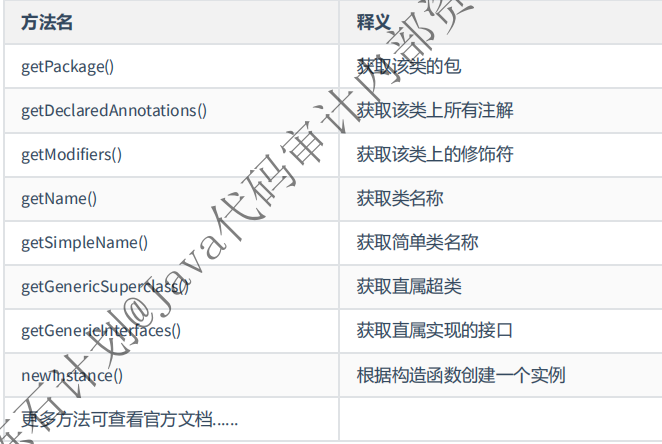 方法名 释义
getPackage() 获取该类的包
getDeclaredAnnotations() 获取该类上所有注解
getModifiers() 获取该类上的修饰符
getName() 获取类名称
getSimpleName() 获取简单类名称
getGenericSuperclass() 获取直属超类
getGenericInterfaces() 获取直属实现的接口
newInstance() 根据构造函数创建一个实例
更多方法可查看官方文档......
石计划@Java代码审计内部资